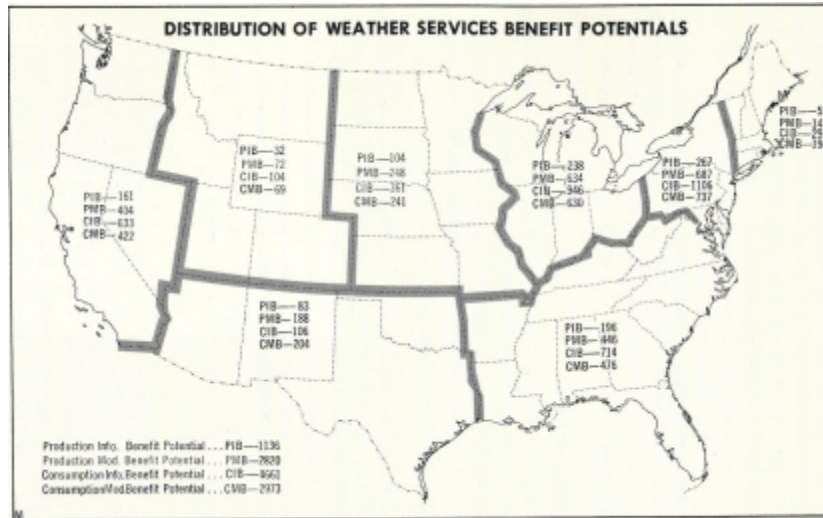 DISTRIBUTION OF WEATHER SERVICES BENEFIT POTENTIALS
PIB—32
PMB—72
CIB—104
CMB—69
PIB—104
PMB—248
CMB—241
PIB—238
PMB—634
CIB—946
CMB—630
PIB—267
PMB—687
CIB—1106
CMB—737
PIB—161
PMB—404
CIB—633
CMB—422
PIB—83
PMB—188
CIB—106
CMB—204
PIB—196
PMB—446
CIB—714
CMB—476
Production Info. Benefit Potential ... PIB—1136
Production Mod. Benefit Potential ... PMB—2820
Consumption Info. Benefit Potential ... CIB—4661
Consumption Mod. Benefit Potential ... CMB—2973